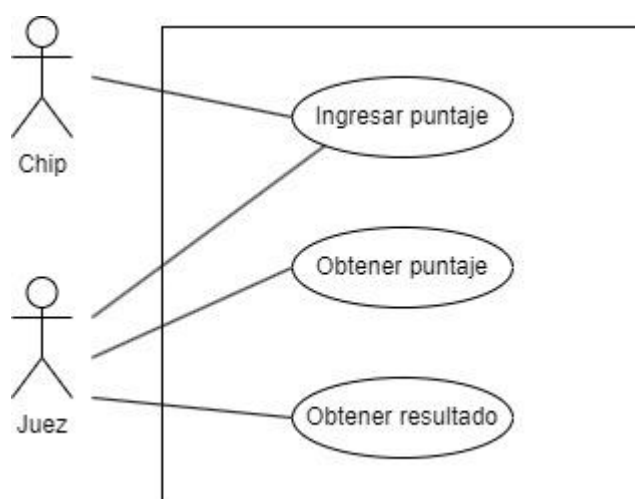 Ingresar puntaje
Chip
Obtener puntaje
Obtener resultado
Juez